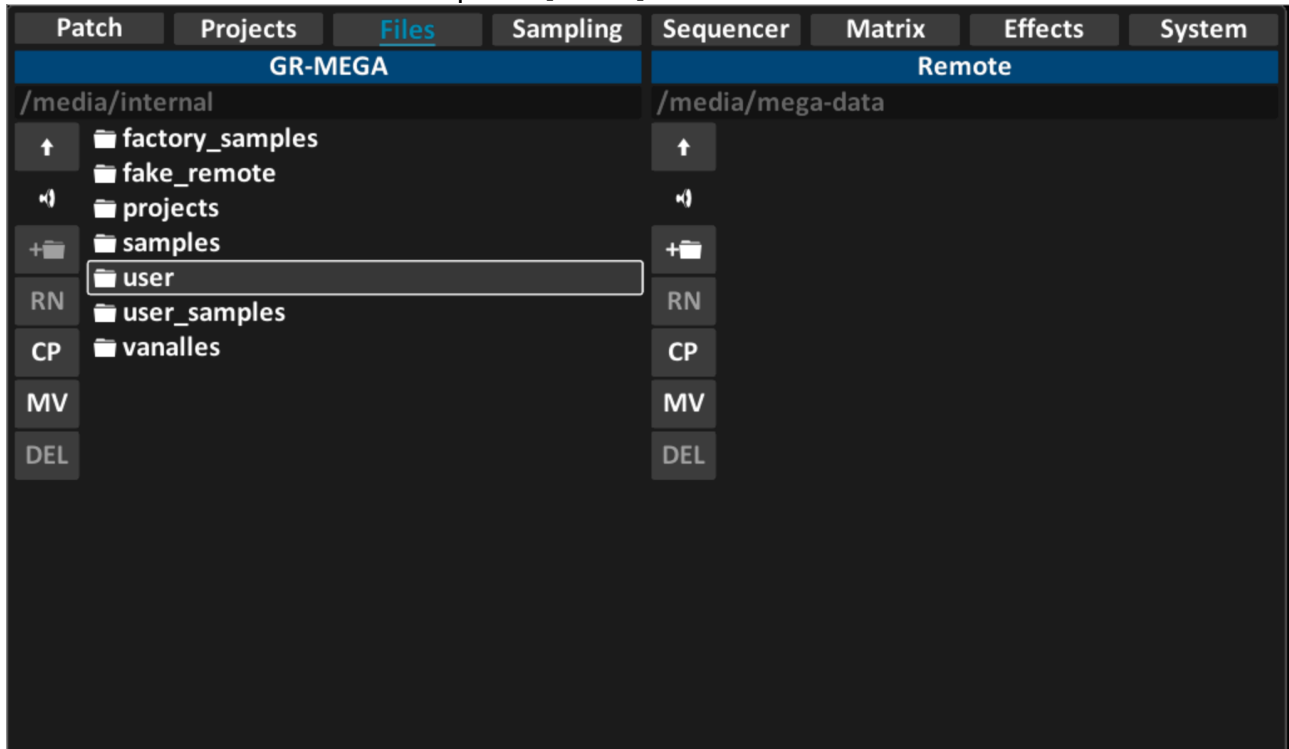 Patch Projects Files Sampling Sequencer Matrix Effects System
GR-MEGA
/media/internal
factory_samples
fake_remote
projects
+
samples
user
RN
user_samples
CP
vanalles
MV
DEL
Remote
/media/mega-data
+
RN
CP
MV
DEL